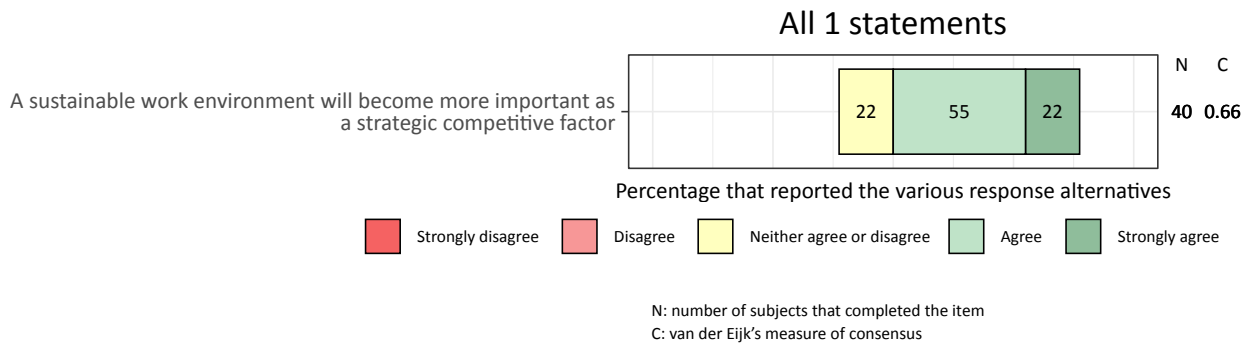 All 1 statements
N C
A sustainable work environment will become more important as
a strategic competitive factor
22 55 22
40 0.66
Percentage that reported the various response alternatives
Strongly disagree Disagree Neither agree or disagree Agree Strongly agree
N: number of subjects that completed the item
C: van der Eijk’s measure of consensus